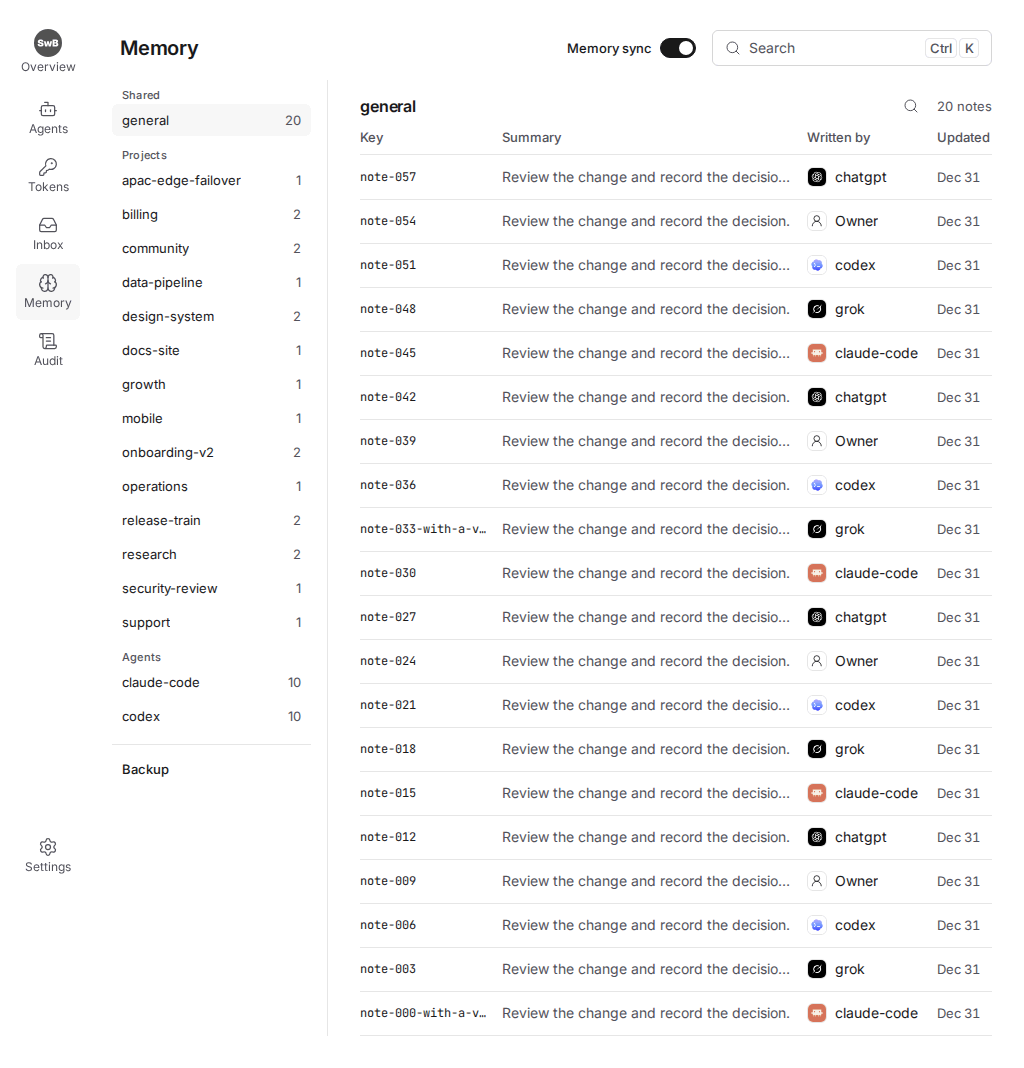 SwB
Overview
Agents
Tokens
Inbox
Memory
Audit
Settings
Memory
Memory sync
Search Ctrl K
Shared
general 20
Projects
apac-edge-failover 1
billing 2
community 2
data-pipeline 1
design-system 2
docs-site 1
growth 1
mobile 1
onboarding-v2 2
operations 1
release-train 2
research 2
security-review 1
support 1
Agents
claude-code 10
codex 10
Backup
general 20 notes
Key Summary Written by Updated
note-057 Review the change and record the decisio... chatgpt Dec 31
note-054 Review the change and record the decision. Owner Dec 31
note-051 Review the change and record the decisio... codex Dec 31
note-048 Review the change and record the decision. grok Dec 31
note-045 Review the change and record the decisio... claude-code Dec 31
note-042 Review the change and record the decision. chatgpt Dec 31
note-039 Review the change and record the decisio... Owner Dec 31
note-036 Review the change and record the decision. codex Dec 31
note-033-with-a-v… Review the change and record the decisio... grok Dec 31
note-030 Review the change and record the decision. claude-code Dec 31
note-027 Review the change and record the decisio... chatgpt Dec 31
note-024 Review the change and record the decision. Owner Dec 31
note-021 Review the change and record the decisio... codex Dec 31
note-018 Review the change and record the decision. grok Dec 31
note-015 Review the change and record the decisio... claude-code Dec 31
note-012 Review the change and record the decision. chatgpt Dec 31
note-009 Review the change and record the decisio... Owner Dec 31
note-006 Review the change and record the decision. codex Dec 31
note-003 Review the change and record the decisio... grok Dec 31
note-000-with-a-v… Review the change and record the decision. claude-code Dec 31